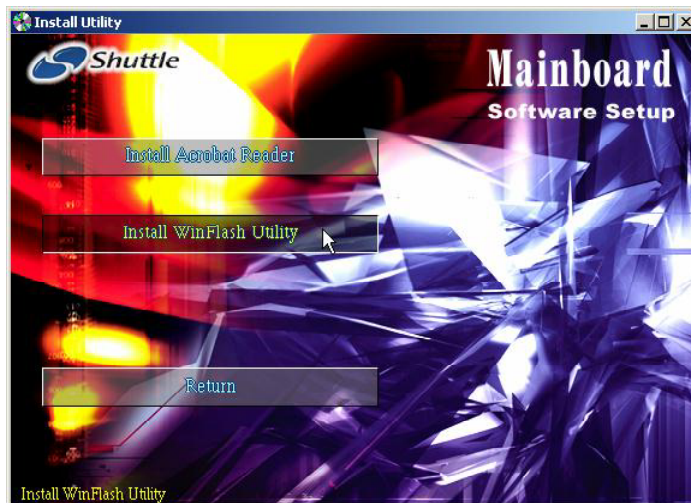 Install Utility
Shuttle
Mainboard
Software Setup
Install Acrobat Reader
Install WinFlash Utility
Return
Install WinFlash Utility